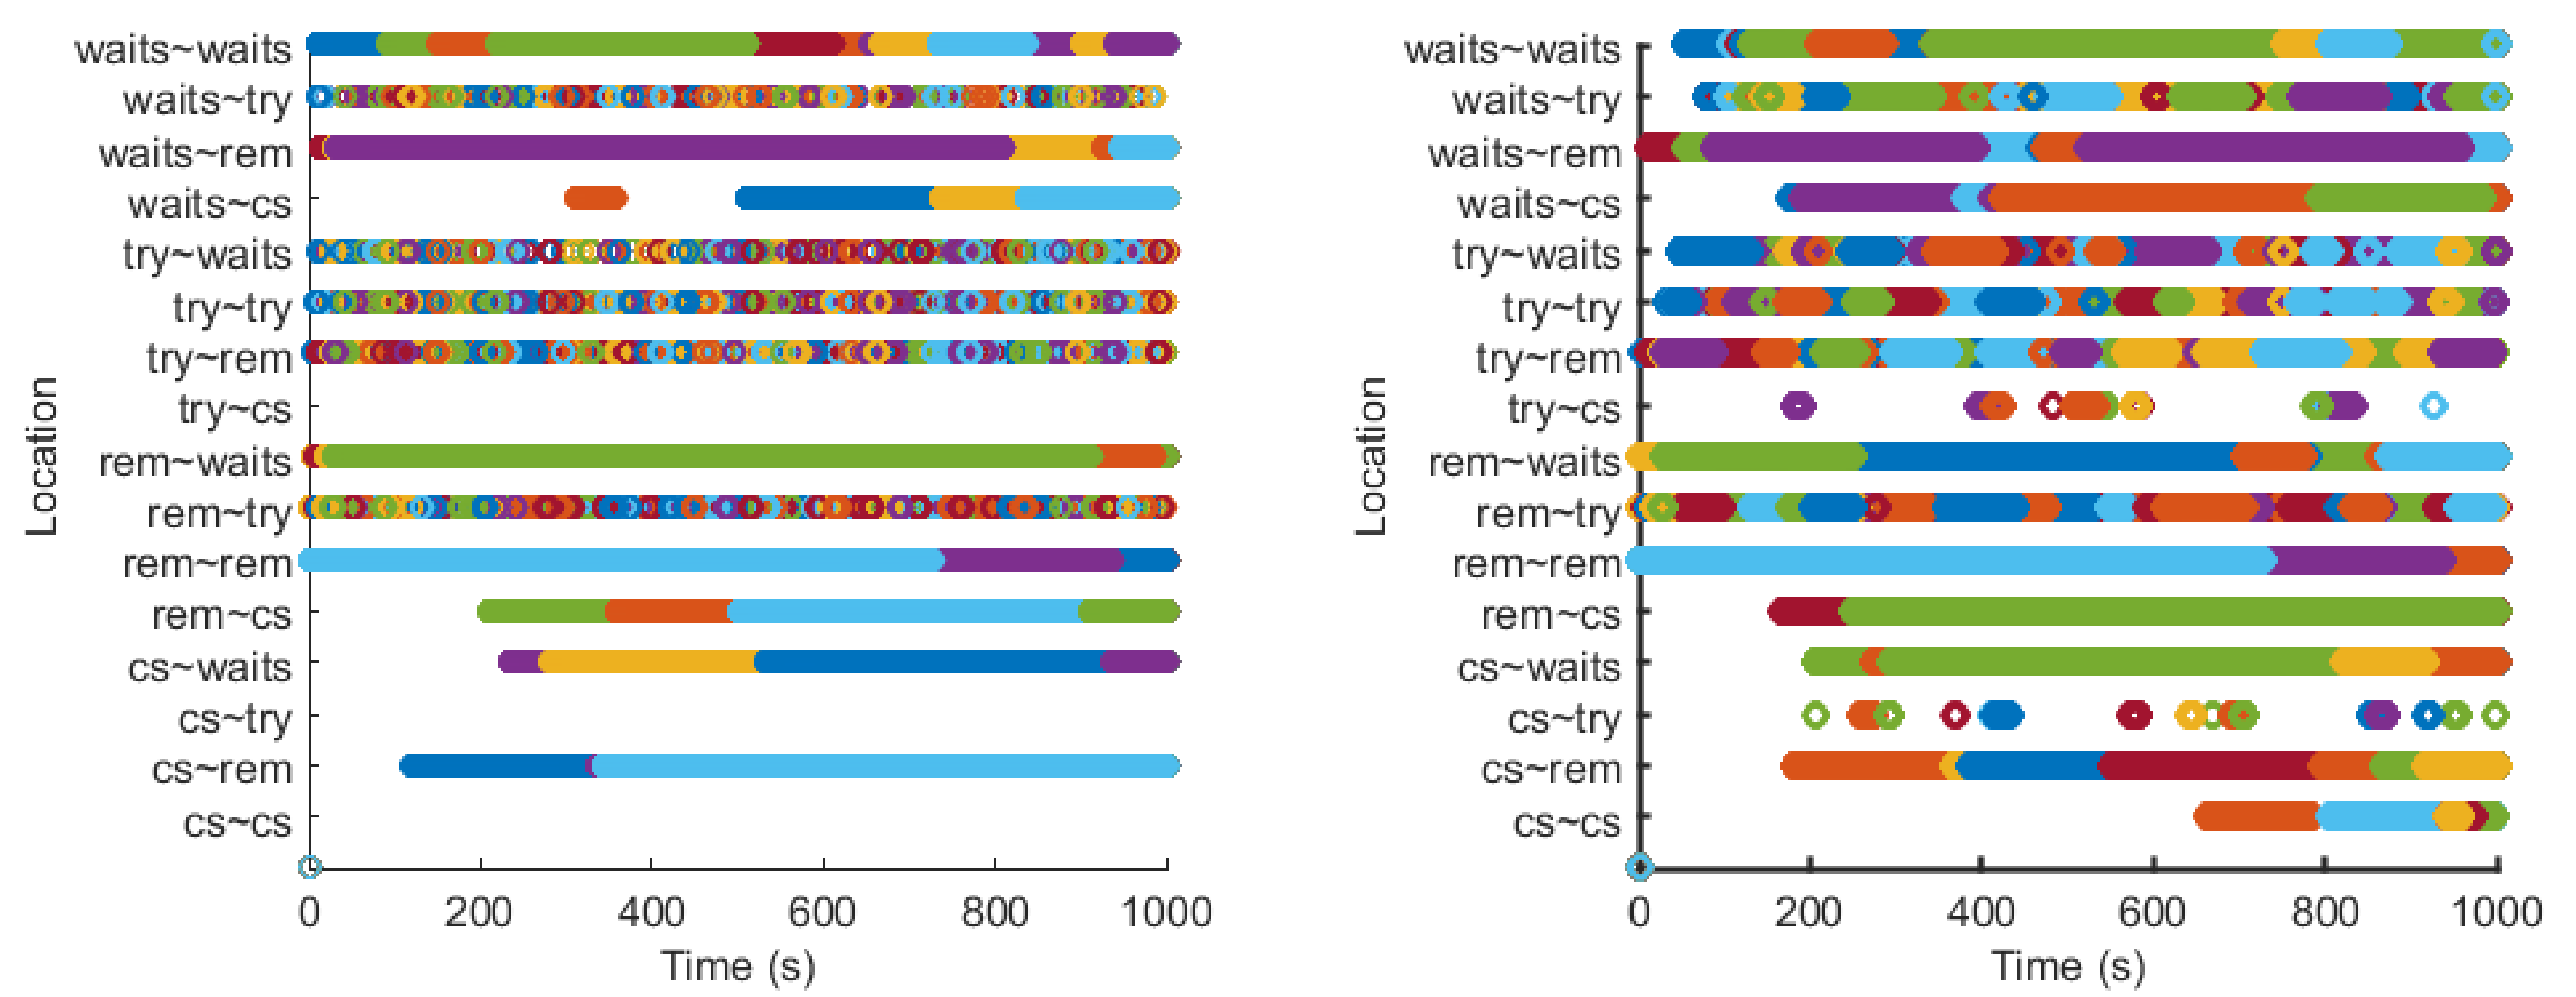 waits~waits
waits~try
waits~rem
waits~cs
try~waits
try~try
try~rem
try~cs
rem~waits
rem~try
rem~rem
rem~cs
cs~waits
cs~try
cs~rem
cs~cs
Location
0 200 400 600 800 1000
Time (s)
waits~waits
waits~try
waits~rem
waits~cs
try~waits
try~try
try~rem
try~cs
rem~waits
rem~try
rem~rem
rem~cs
cs~waits
cs~try
cs~rem
cs~cs
Location
0 200 400 600 800 1000
Time (s)